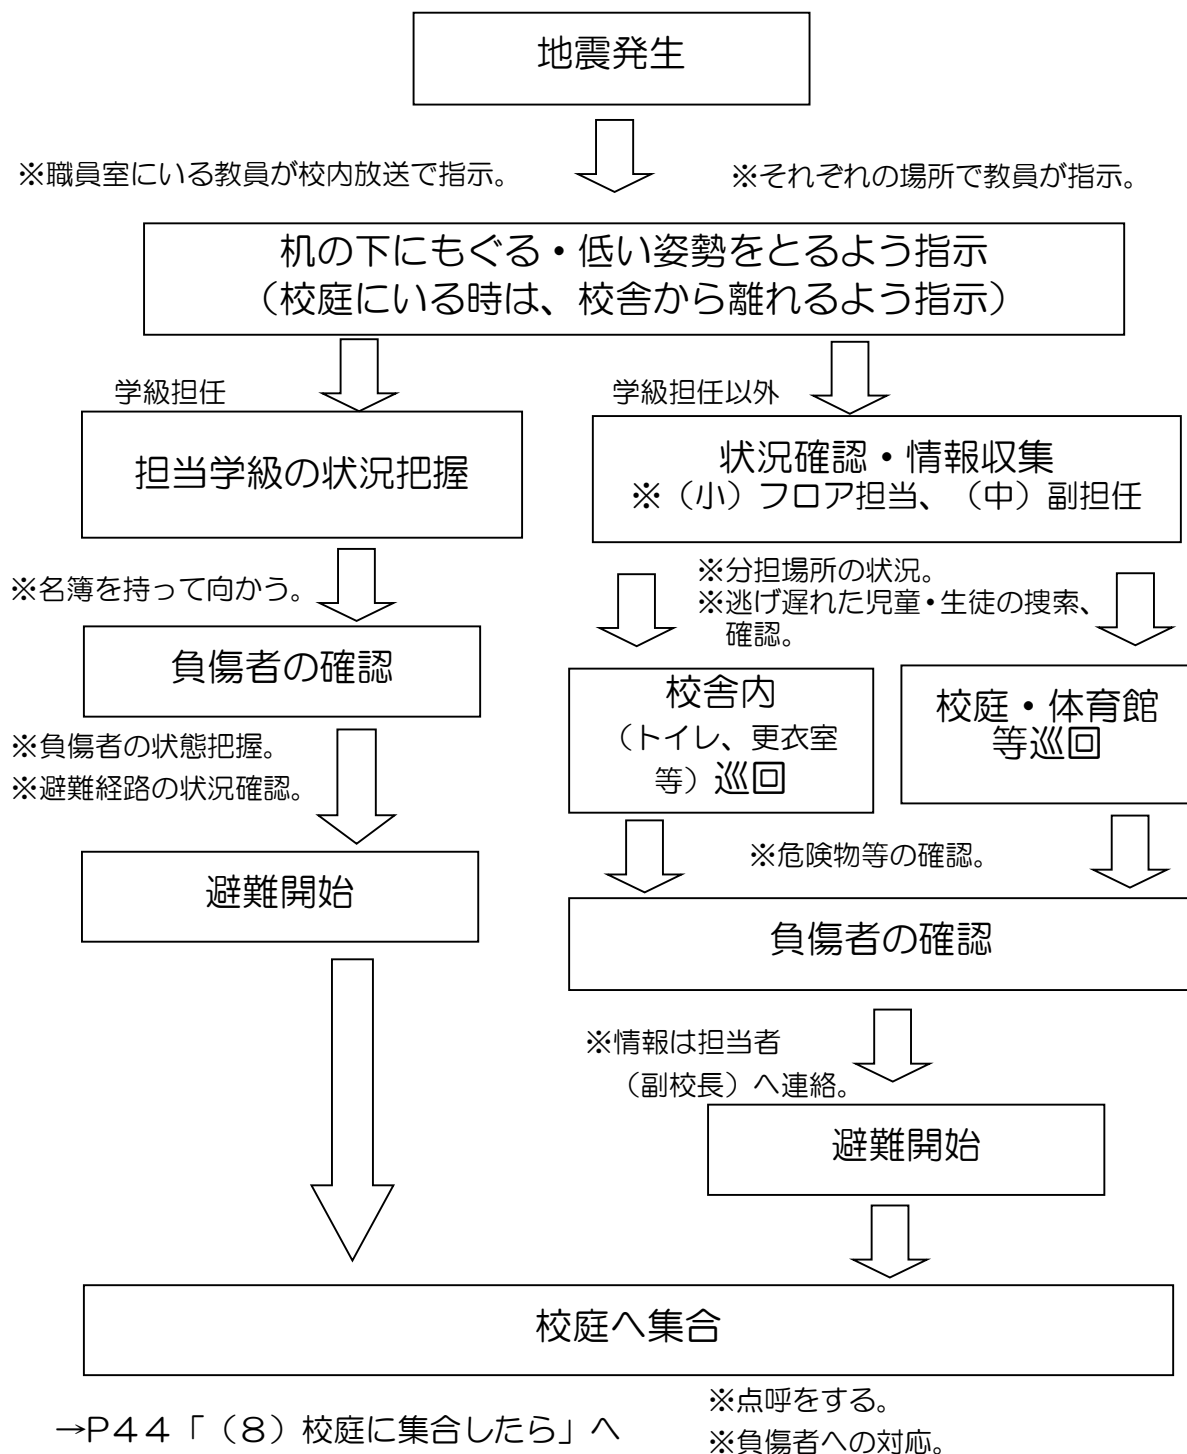 地震発生
※職員室にいる教員が校内放送で指示。
※それぞれの場所で教員が指示。
机の下にもぐる・低い姿勢をとるよう指示
（校庭にいる時は、校舎から離れるよう指示）
学級担任
学級担任以外
担当学級の状況把握
状況確認・情報収集
※（小）フロア担当、（中）副担任
※名簿を持って向かう。
※分担場所の状況。
※逃げ遅れた児童・生徒の捜索、
確認。
負傷者の確認
校舎内
（トイレ、更衣室
等）巡回
校庭・体育館
等巡回
※負傷者の状態把握。
※避難経路の状況確認。
※危険物等の確認。
避難開始
負傷者の確認
※情報は担当者
（副校長）へ連絡。
避難開始
校庭へ集合
→P４４「（８）校庭に集合したら」へ
※点呼をする。
※負傷者への対応。